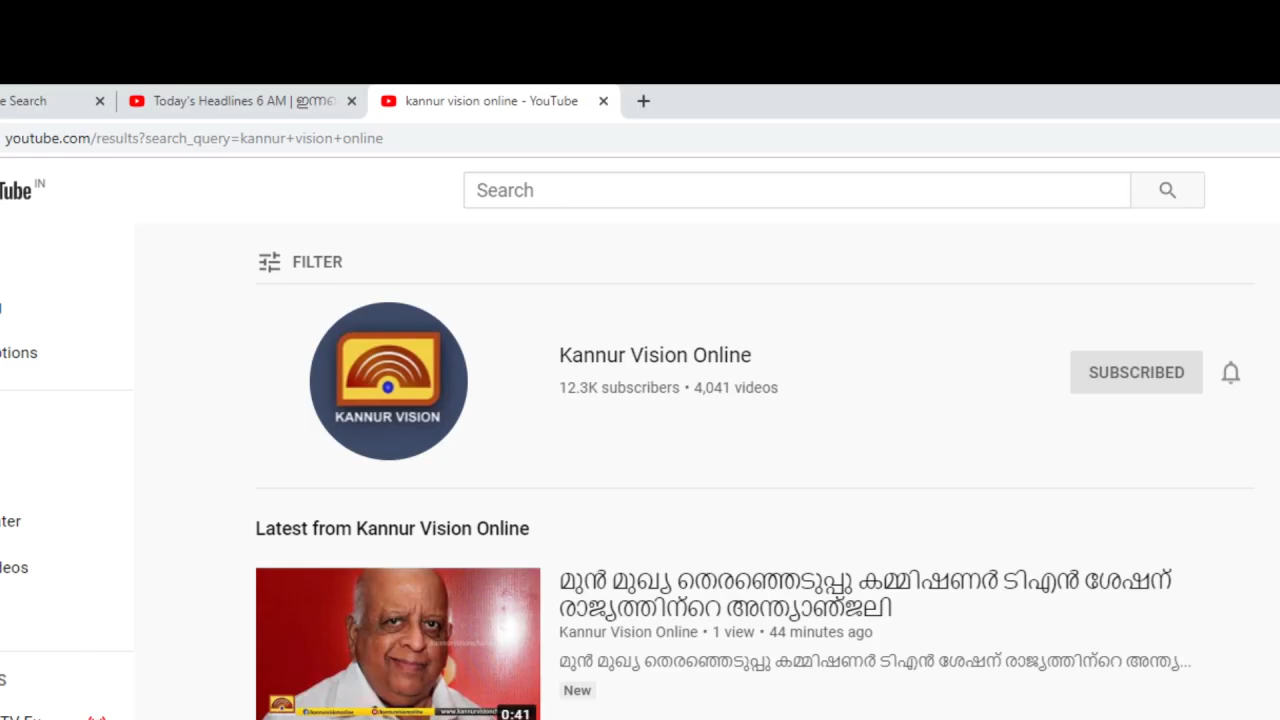 e Search
Today's Headlines 6 AM | ഇന്നത
kannur vision online - YouTube
youtube.com/results?search_query=kannur+vision+online
Tube IN
Search
FILTER
KANNUR VISION
Kannur Vision Online
12.3K subscribers • 4,041 videos
SUBSCRIBED
otions
ter
leos
S
Latest from Kannur Vision Online
മുൻ മുഖ്യ തെരഞ്ഞെടുപ്പു കമ്മിഷണർ ടിഎൻ ശേഷന്
രാജ്യത്തിന്റെ അന്ത്യാഞ്ജലി
Kannur Vision Online • 1 view • 44 minutes ago
മുൻ മുഖ്യ തെരഞ്ഞെടുപ്പു കമ്മിഷണർ ടിഎൻ ശേഷന് രാജ്യത്തിന്റെ അന്ത്യ...
New
0:41